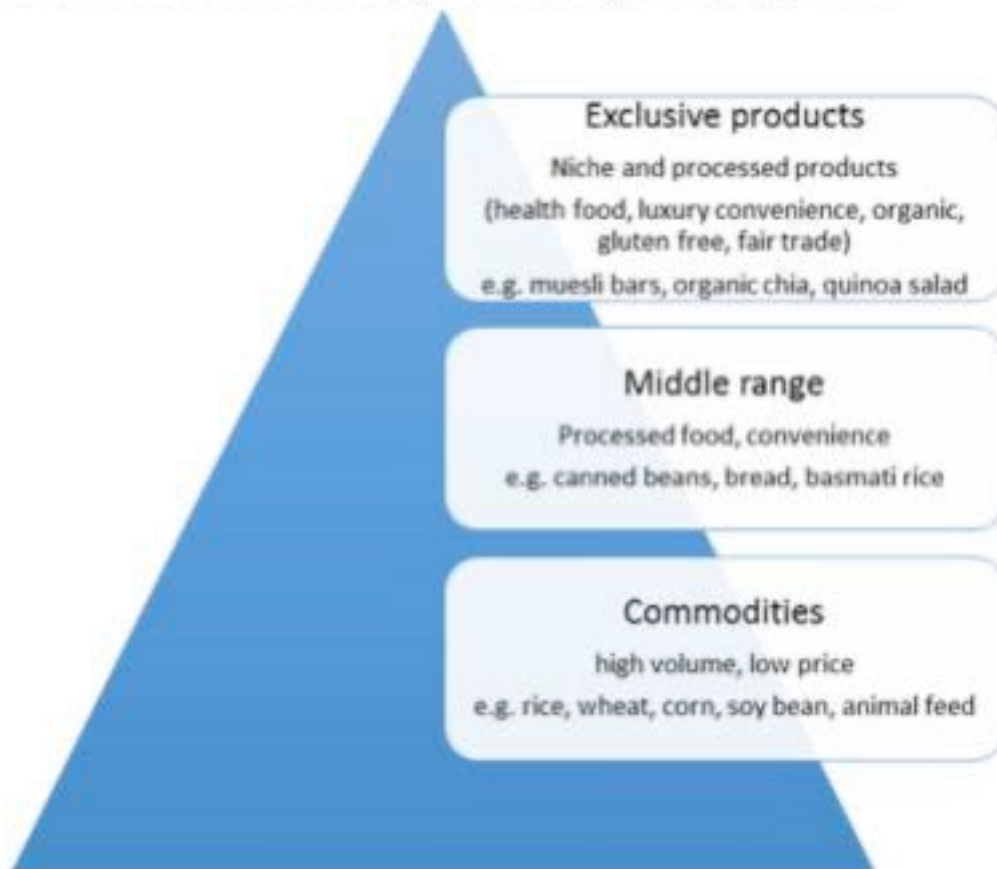 Exclusive products
Niche and processed products
(health food, luxury convenience, organic,
gluten free, fair trade)
e.g. muesli bars, organic chia, quinoa salad
Middle range
Processed food, convenience
e.g. canned beans, bread, basmati rice
Commodities
high volume, low price
e.g. rice, wheat, corn, soy bean, animal feed